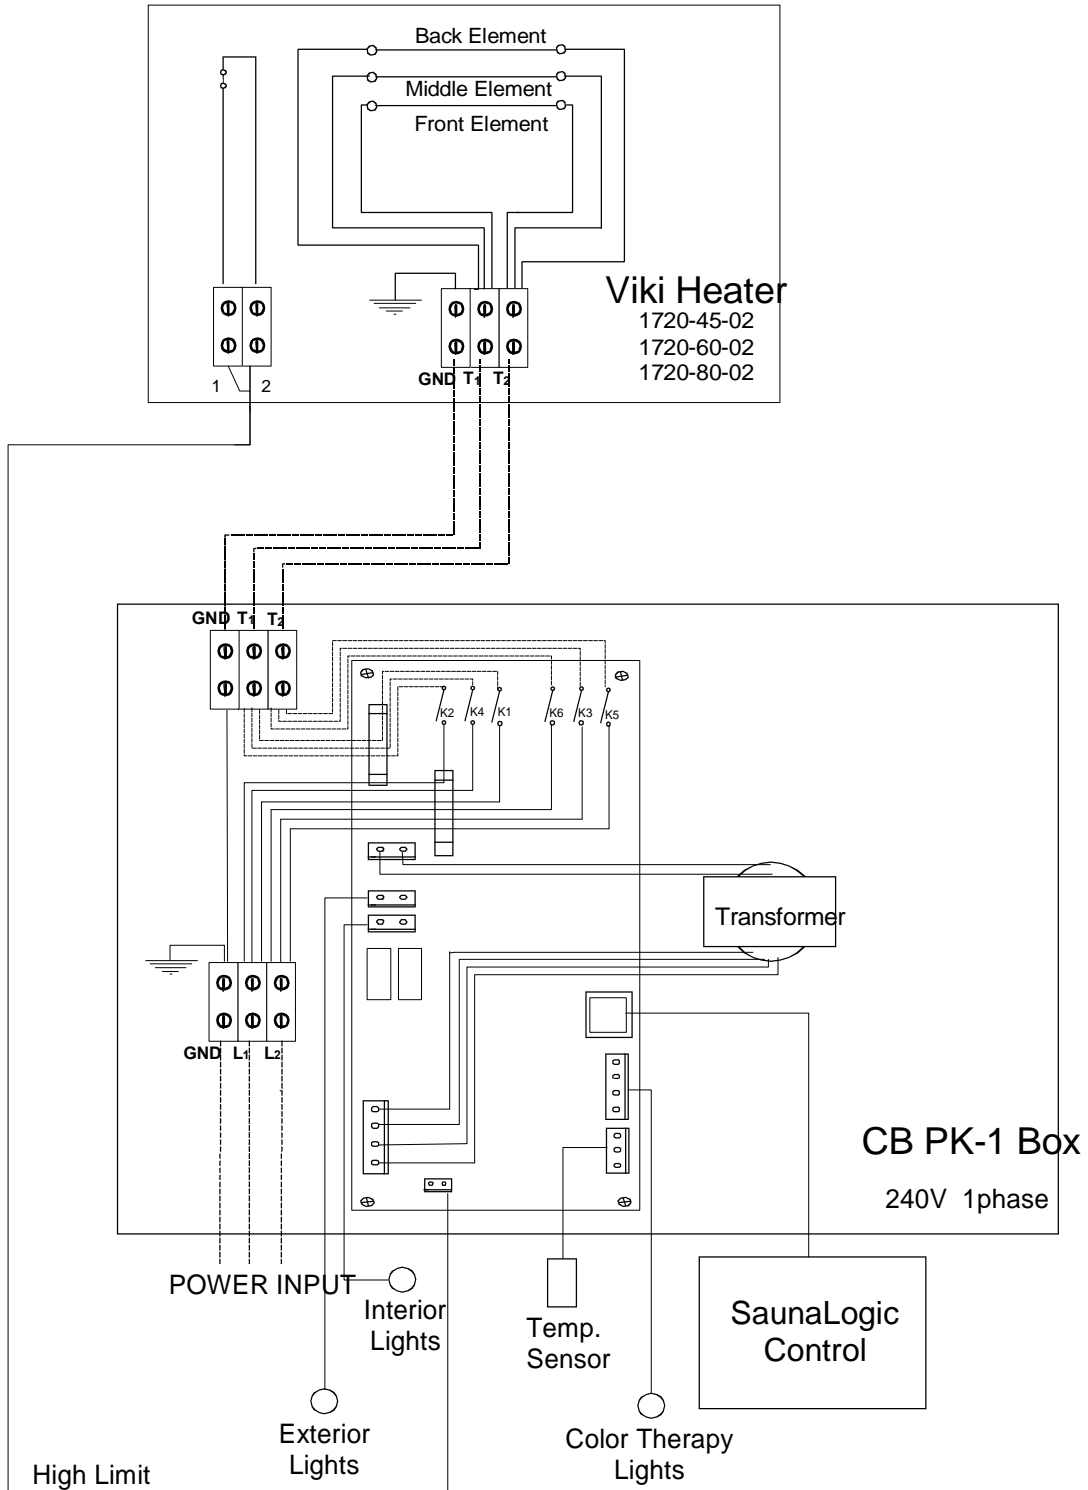 Back Element
Middle Element
Front Element
Viki Heater
1720-45-02
1720-60-02
1720-80-02
GND T1 T2
1 2
GND T1 T2
K2 K4 K1 K6 K3 K5
Transformer
GND L1 L2
CB PK-1 Box
240V 1phase
POWER INPUT
Interior
Lights
Temp.
Sensor
SaunaLogic
Control
Exterior
Lights
Color Therapy
Lights
High Limit